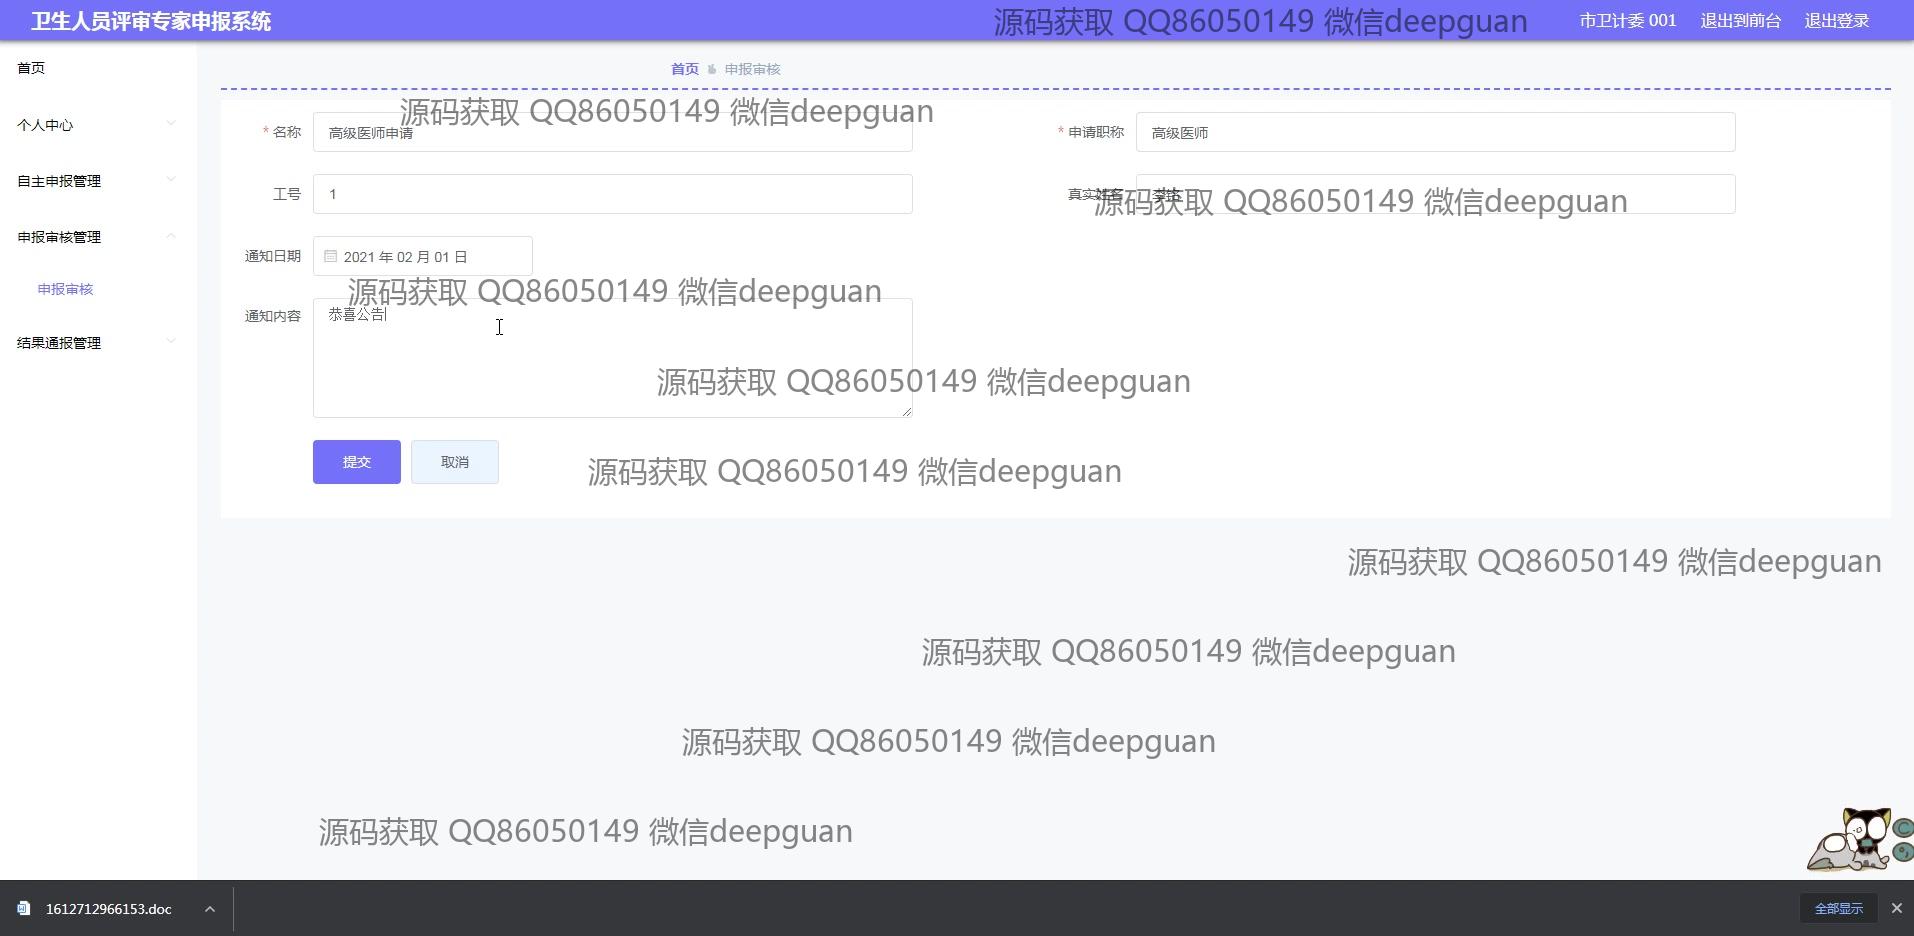 卫生人员评审专家申报系统
源码获取 QQ86050149 微信deepguan
市卫计委 001
退出到前台
退出登录
首页
首页
申报审核
源码获取 QQ86050149 微信deepguan
个人中心
* 名称
高级医师申请
* 申请职称
高级医师
自主申报管理
工号
1
真实姓名
源码获取 QQ86050149 微信deepguan
申报审核管理
通知日期
2021 年 02 月 01 日
申报审核
源码获取 QQ86050149 微信deepguan
通知内容
恭喜公告
结果通报管理
源码获取 QQ86050149 微信deepguan
提交
取消
源码获取 QQ86050149 微信deepguan
源码获取 QQ86050149 微信deepguan
源码获取 QQ86050149 微信deepguan
源码获取 QQ86050149 微信deepguan
源码获取 QQ86050149 微信deepguan
1612712966153.doc
全部显示